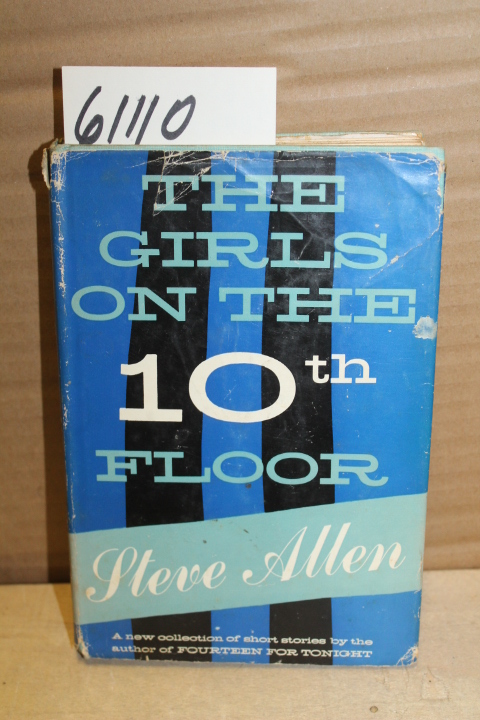 61110
THE
GIRLS
ON THE
10th
FLOOR
Steve Allen
A new collection of short stories by the
author of FOURTEEN FOR TONIGHT